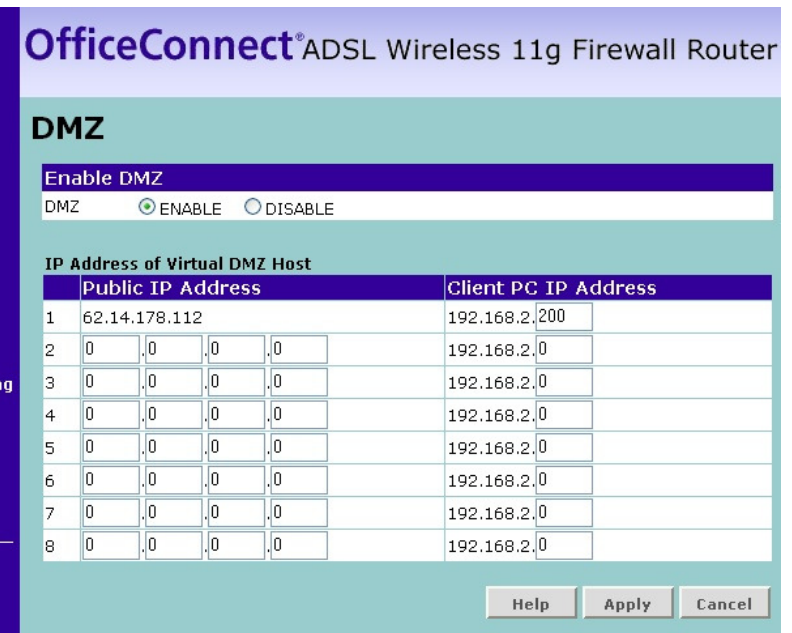 OfficeConnect® ADSL Wireless 11g Firewall Router
DMZ
Enable DMZ
DMZ ENABLE DISABLE
IP Address of Virtual DMZ Host
Public IP Address Client PC IP Address
1 62.14.178.112 192.168.2.200
2 0.0.0.0 192.168.2.0
3 0.0.0.0 192.168.2.0
4 0.0.0.0 192.168.2.0
5 0.0.0.0 192.168.2.0
6 0.0.0.0 192.168.2.0
7 0.0.0.0 192.168.2.0
8 0.0.0.0 192.168.2.0
Help Apply Cancel